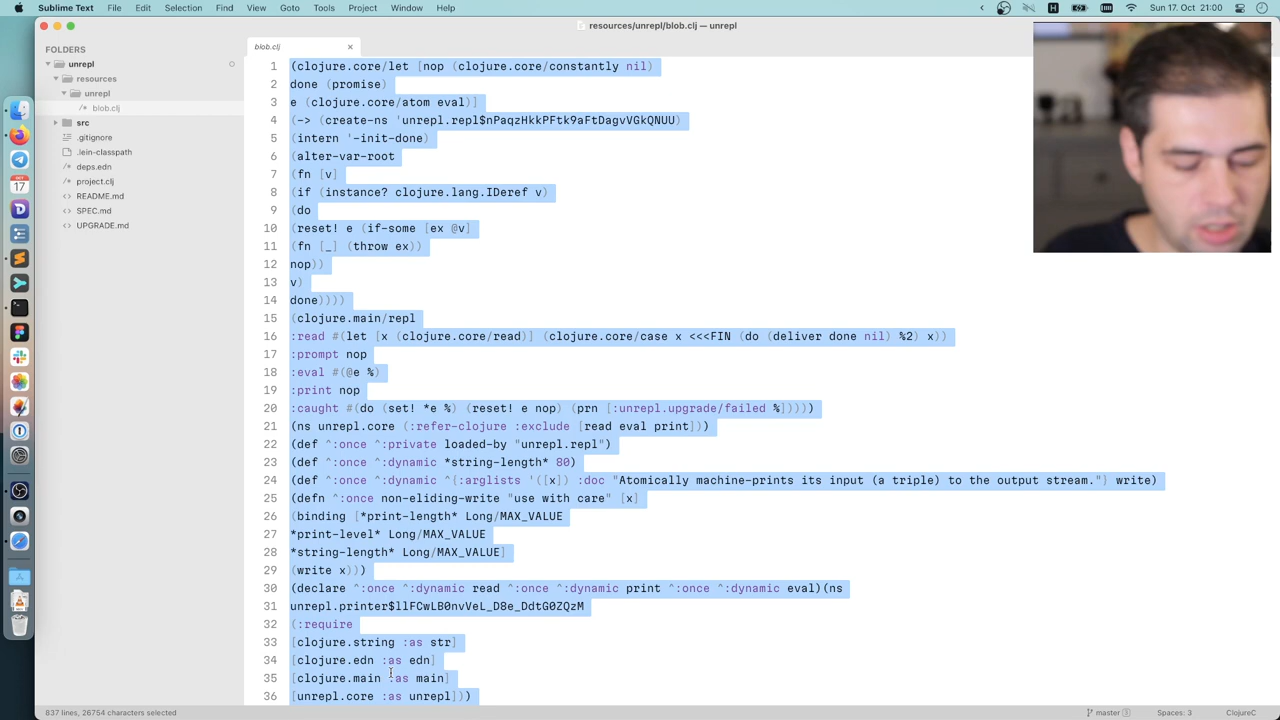 Sublime Text File Edit Selection Find View Goto Tools Project Window Help Sun 17. Oct 21:00
resources/unrepl/blob.clj — unrepl
FOLDERS
unrepl
resources
unrepl
blob.clj
src
.gitignore
.lein-classpath
deps.edn
project.clj
README.md
SPEC.md
UPGRADE.md
17
blob.clj
1 (clojure.core/let [nop (clojure.core/constantly nil)
2 done (promise)
3 e (clojure.core/atom eval)]
4 (-> (create-ns 'unrepl.repl$nPaqzHkkPFtk9aFtDagvVGkQNUU)
5 (intern '-init-done)
6 (alter-var-root
7 (fn [v]
8 (if (instance? clojure.lang.IDeref v)
9 (do
10 (reset! e (if-some [ex @v]
11 (fn [_] (throw ex))
12 nop))
13 v)
14 done))))
15 (clojure.main/repl
16 :read #(let [x (clojure.core/read)] (clojure.core/case x <<<FIN (do (deliver done nil) %2) x))
17 :prompt nop
18 :eval #(@e %)
19 :print nop
20 :caught #(do (set! *e %) (reset! e nop) (prn [:unrepl.upgrade/failed %]))))
21 (ns unrepl.core (:refer-clojure :exclude [read eval print]))
22 (def ^:once ^:private loaded-by "unrepl.repl")
23 (def ^:once ^:dynamic *string-length* 80)
24 (def ^:once ^:dynamic ^{:arglists '([x]) :doc "Atomically machine-prints its input (a triple) to the output stream."} write)
25 (defn ^:once non-eliding-write "use with care" [x]
26 (binding [*print-length* Long/MAX_VALUE
27 *print-level* Long/MAX_VALUE
28 *string-length* Long/MAX_VALUE]
29 (write x)))
30 (declare ^:once ^:dynamic read ^:once ^:dynamic print ^:once ^:dynamic eval)(ns
31 unrepl.printer$llFCwLB0nvVeL_D8e_DdtG0ZQzM
32 (:require
33 [clojure.string :as str]
34 [clojure.edn :as edn]
35 [clojure.main :as main]
36 [unrepl.core :as unrepl]))
837 lines, 26754 characters selected
master 3 Spaces: 3 ClojureC